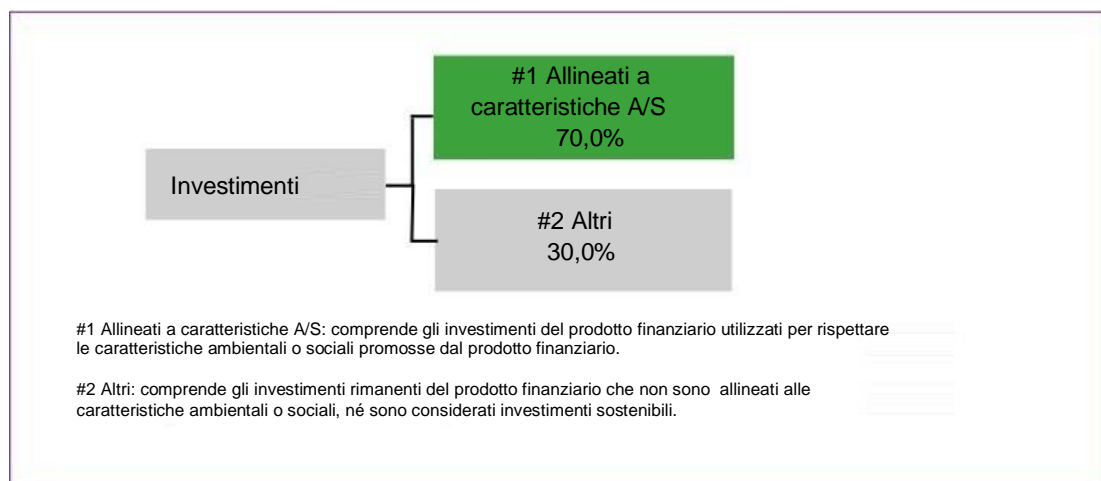 #1 Allineati a
caratteristiche A/S
70,0%
Investimenti
#2 Altri
30,0%
#1 Allineati a caratteristiche A/S: comprende gli investimenti del prodotto finanziario utilizzati per rispettare
le caratteristiche ambientali o sociali promosse dal prodotto finanziario.
#2 Altri: comprende gli investimenti rimanenti del prodotto finanziario che non sono allineati alle
caratteristiche ambientali o sociali, né sono considerati investimenti sostenibili.